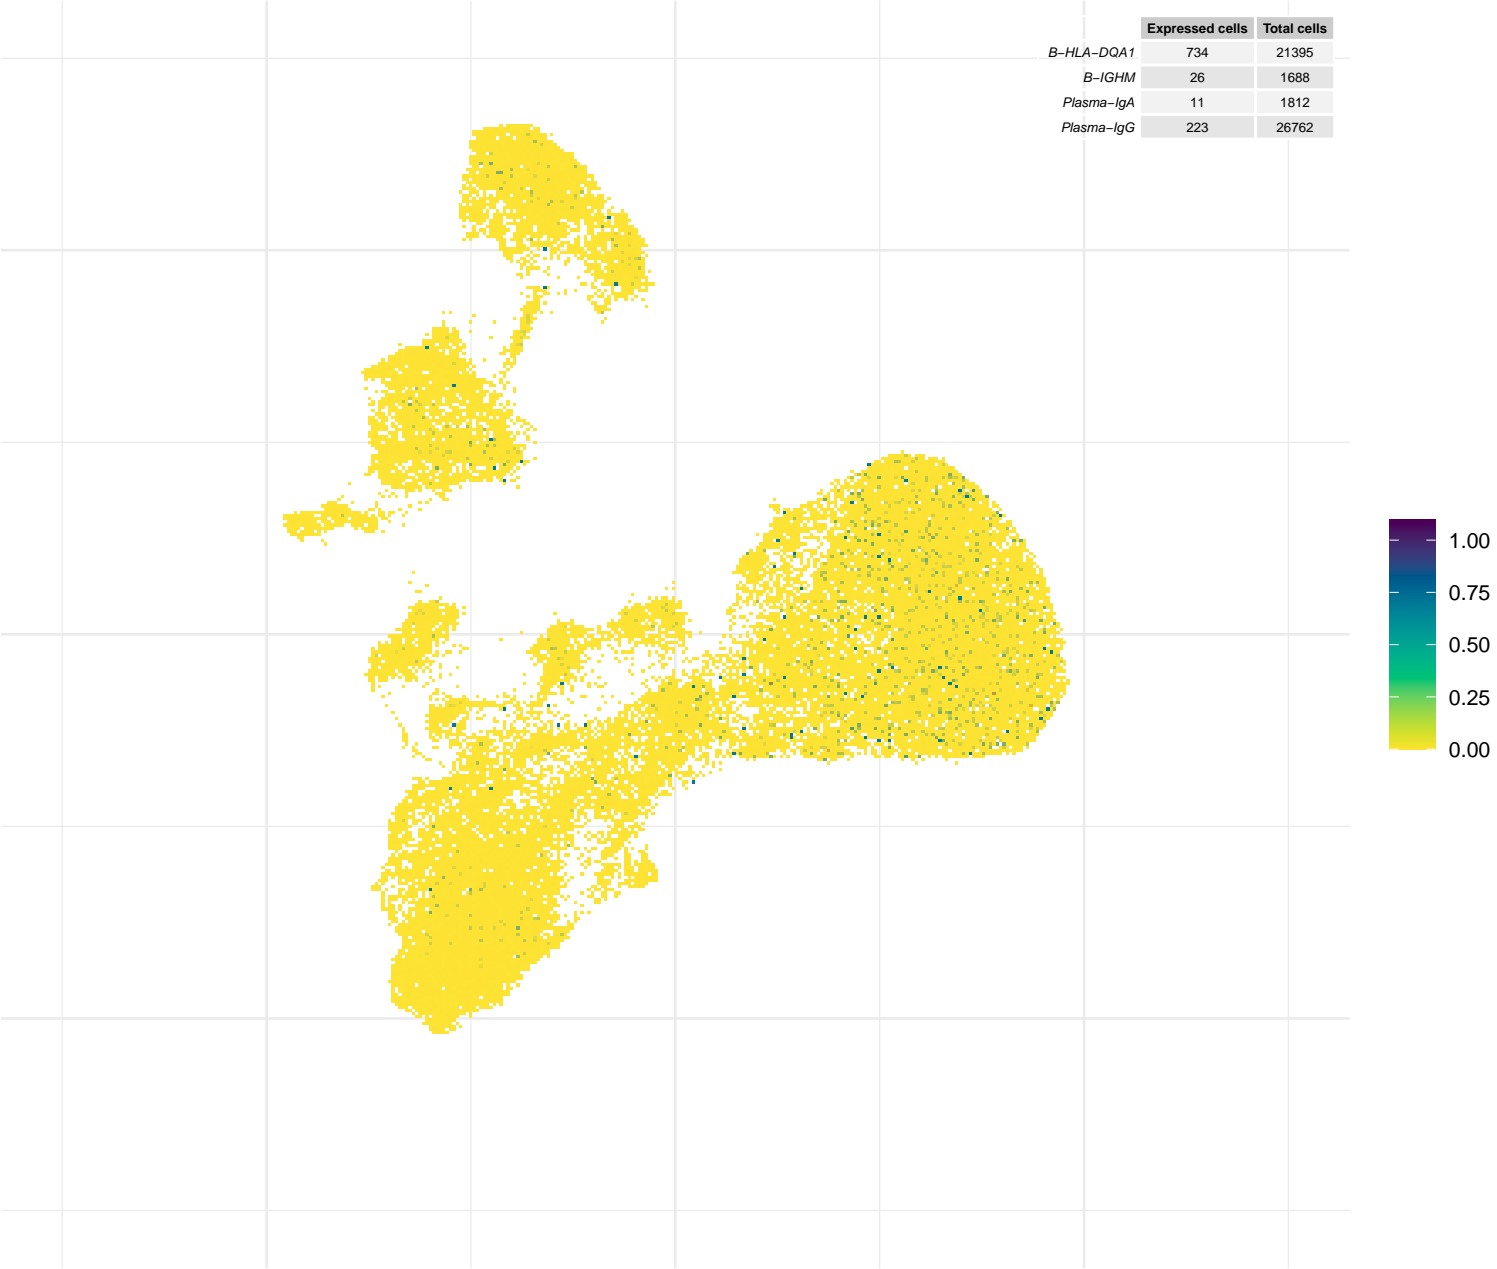 Expressed cells Total cells
B−HLA−DQA1 734 21395
B−IGHM 26 1688
Plasma−IgA 11 1812
Plasma−IgG 223 26762
1.00
0.75
0.50
0.25
0.00